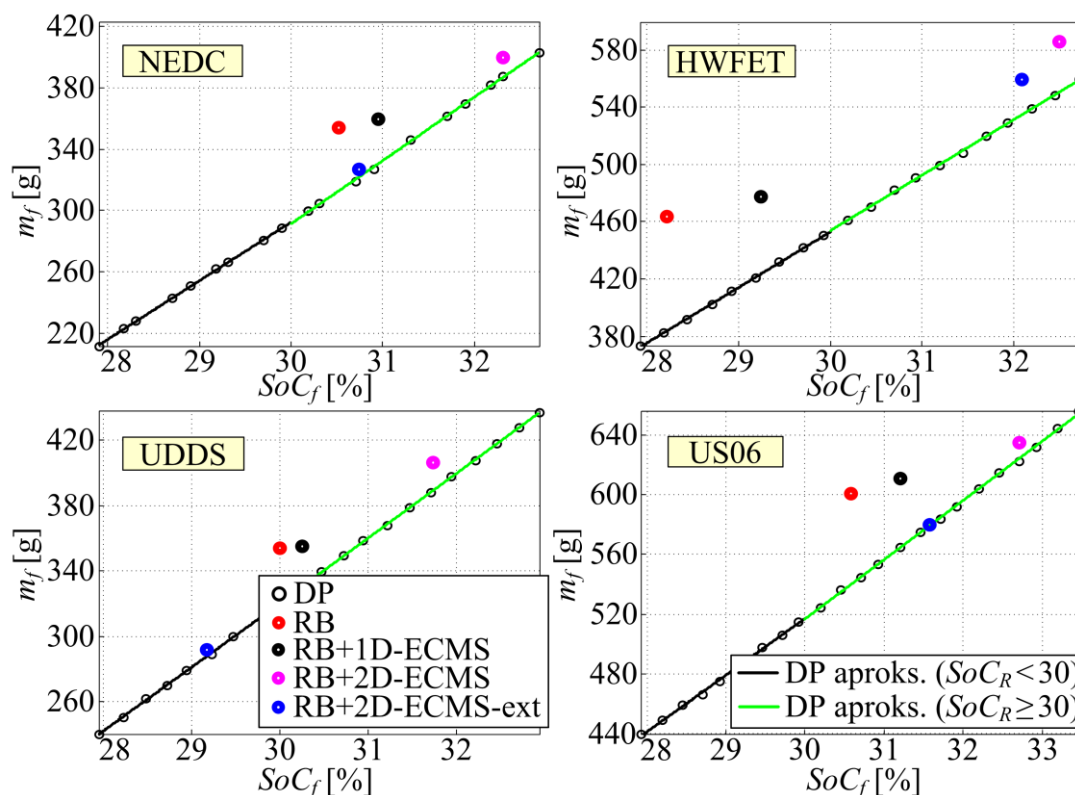 NEDC
420
380
340
300
260
220
m_f [g]
28 29 30 31 32
SoC_f [%]
HWFET
580
540
500
460
420
380
m_f [g]
28 29 30 31 32
SoC_f [%]
UDDS
420
380
340
300
260
m_f [g]
28 29 30 31 32
SoC_f [%]
DP
RB
RB+1D-ECMS
RB+2D-ECMS
RB+2D-ECMS-ext
US06
640
600
560
520
480
440
m_f [g]
28 29 30 31 32 33
SoC_f [%]
DP aproks. (SoC_R<30)
DP aproks. (SoC_R≥30)